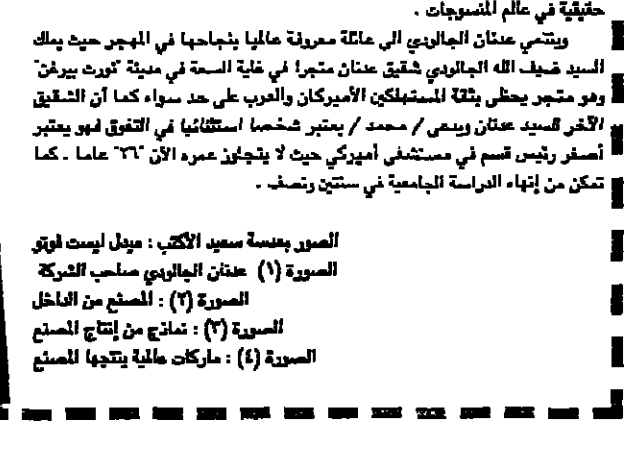 حقيقية في عالم المنسوجات .
وينتمي عدنان الجالودي الى عائلة معروفة عالميا بنجاحها في المهجر حيث يملك
السيد ضيف الله الجالودي شقيق عدنان متجرا في غاية السعة في مدينة "نورث بيرغن"
وهو متجر يحظى بثقة المستهلكين الأميركان والعرب على حد سواء كما أن الشقيق
الآخر للسيد عدنان ويدعى / محمد / يعتبر شخصا استثنائيا في التفوق فهو يعتبر
أصغر رئيس قسم في مستشفى أميركي حيث لا يتجاوز عمره الآن "٢٦" عاما . كما
تمكن من إنهاء الدراسة الجامعية في سنتين ونصف .
الصور بعدسة سعيد الأكتب : ميدل ايست فوتو
الصورة (١) عدنان الجالودي صاحب الشركة
الصورة (٢) : المصنع من الداخل
الصورة (٣) : نماذج من إنتاج المصنع
الصورة (٤) : ماركات عالمية ينتجها المصنع